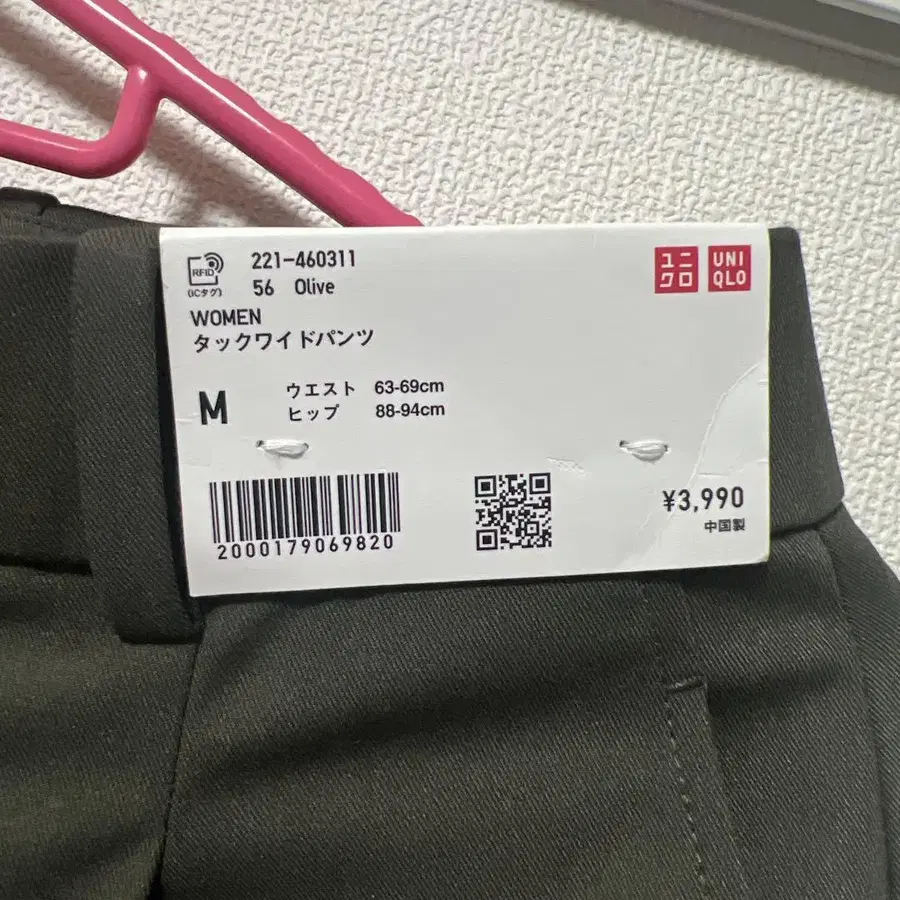 RFID
(ICタグ)
221-460311
56 Olive
ユニ
クロ
UNI
QLO
WOMEN
タックワイドパンツ
M
ウエスト 63-69cm
ヒップ 88-94cm
2000179069820
¥3,990
中国製